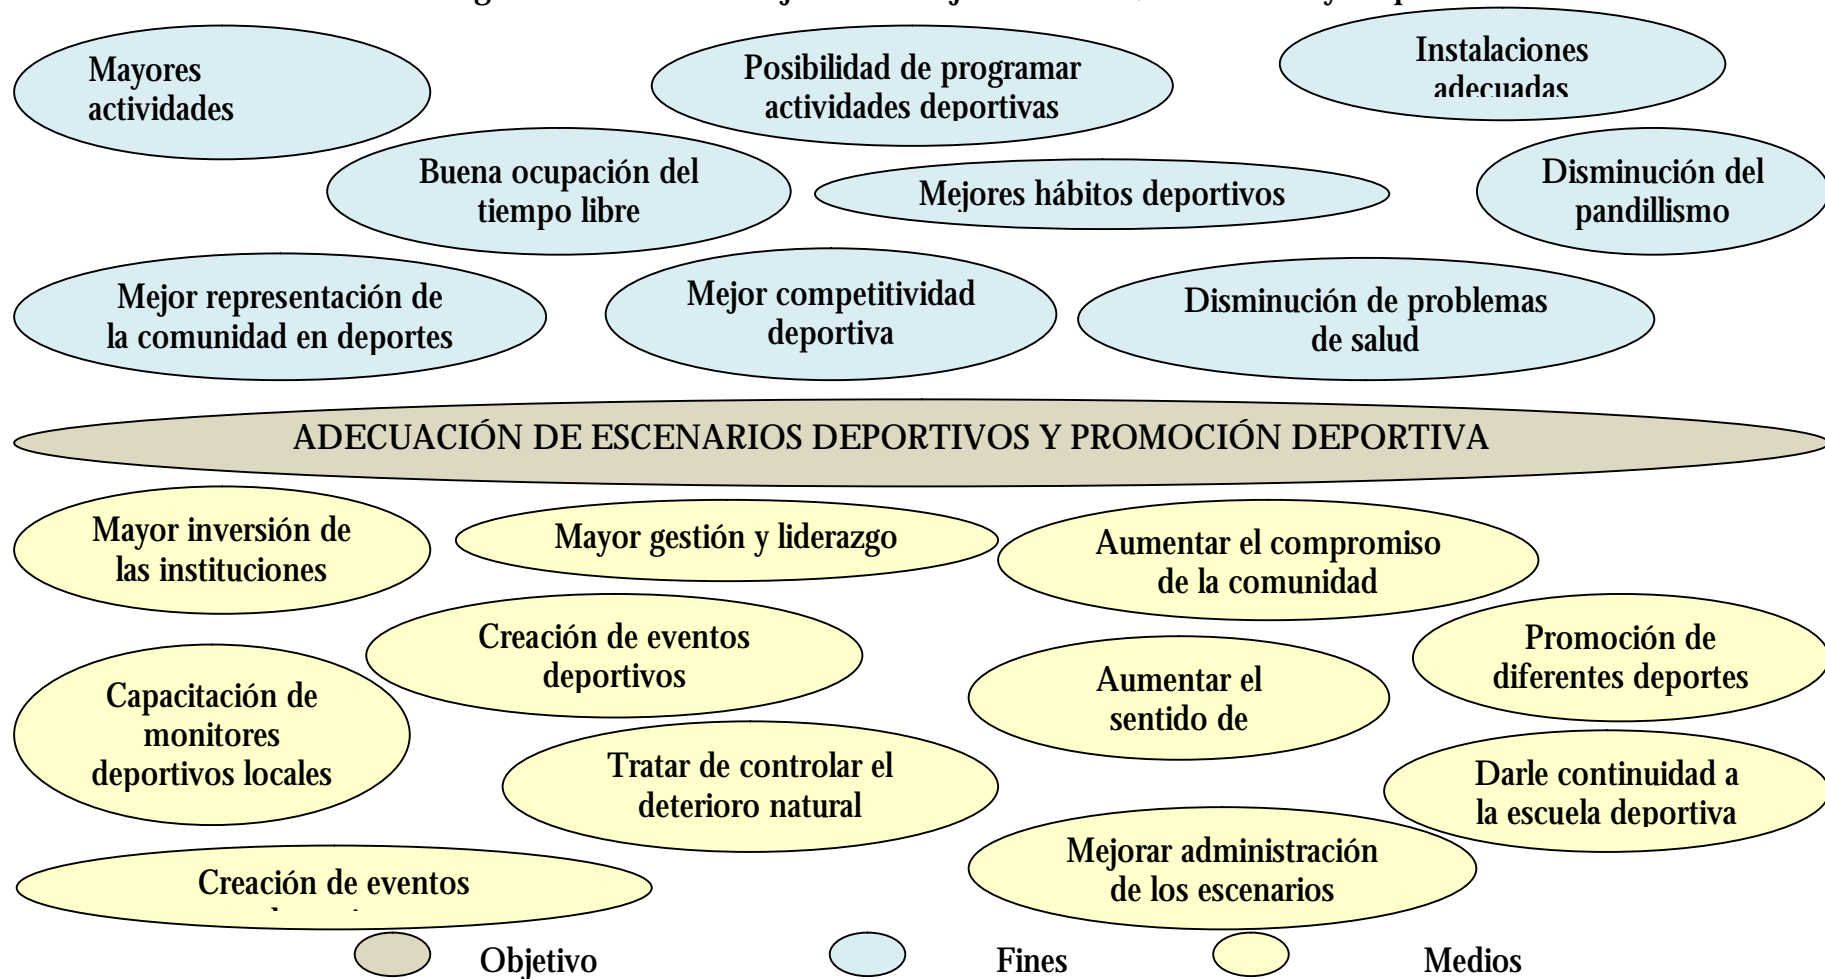 Mayores
actividades
Posibilidad de programar
actividades deportivas
Instalaciones
adecuadas
Buena ocupación del
tiempo libre
Mejores hábitos deportivos
Disminución del
pandillismo
Mejor representación de
la comunidad en deportes
Mejor competitividad
deportiva
Disminución de problemas
de salud
ADECUACIÓN DE ESCENARIOS DEPORTIVOS Y PROMOCIÓN DEPORTIVA
Mayor inversión de
las instituciones
Mayor gestión y liderazgo
Aumentar el compromiso
de la comunidad
Creación de eventos
deportivos
Promoción de
diferentes deportes
Capacitación de
monitores
deportivos locales
Aumentar el
sentido de
Tratar de controlar el
deterioro natural
Darle continuidad a
la escuela deportiva
Mejorar administración
de los escenarios
Creación de eventos
Objetivo
Fines
Medios